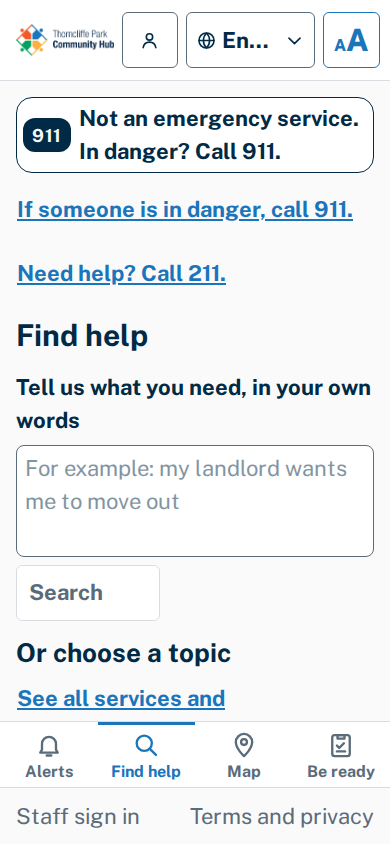 Thorncliffe Park
Community Hub
En...
AA
911
Not an emergency service.
In danger? Call 911.
If someone is in danger, call 911.
Need help? Call 211.
Find help
Tell us what you need, in your own
words
For example: my landlord wants
me to move out
Search
Or choose a topic
See all services and
Alerts
Find help
Map
Be ready
Staff sign in
Terms and privacy